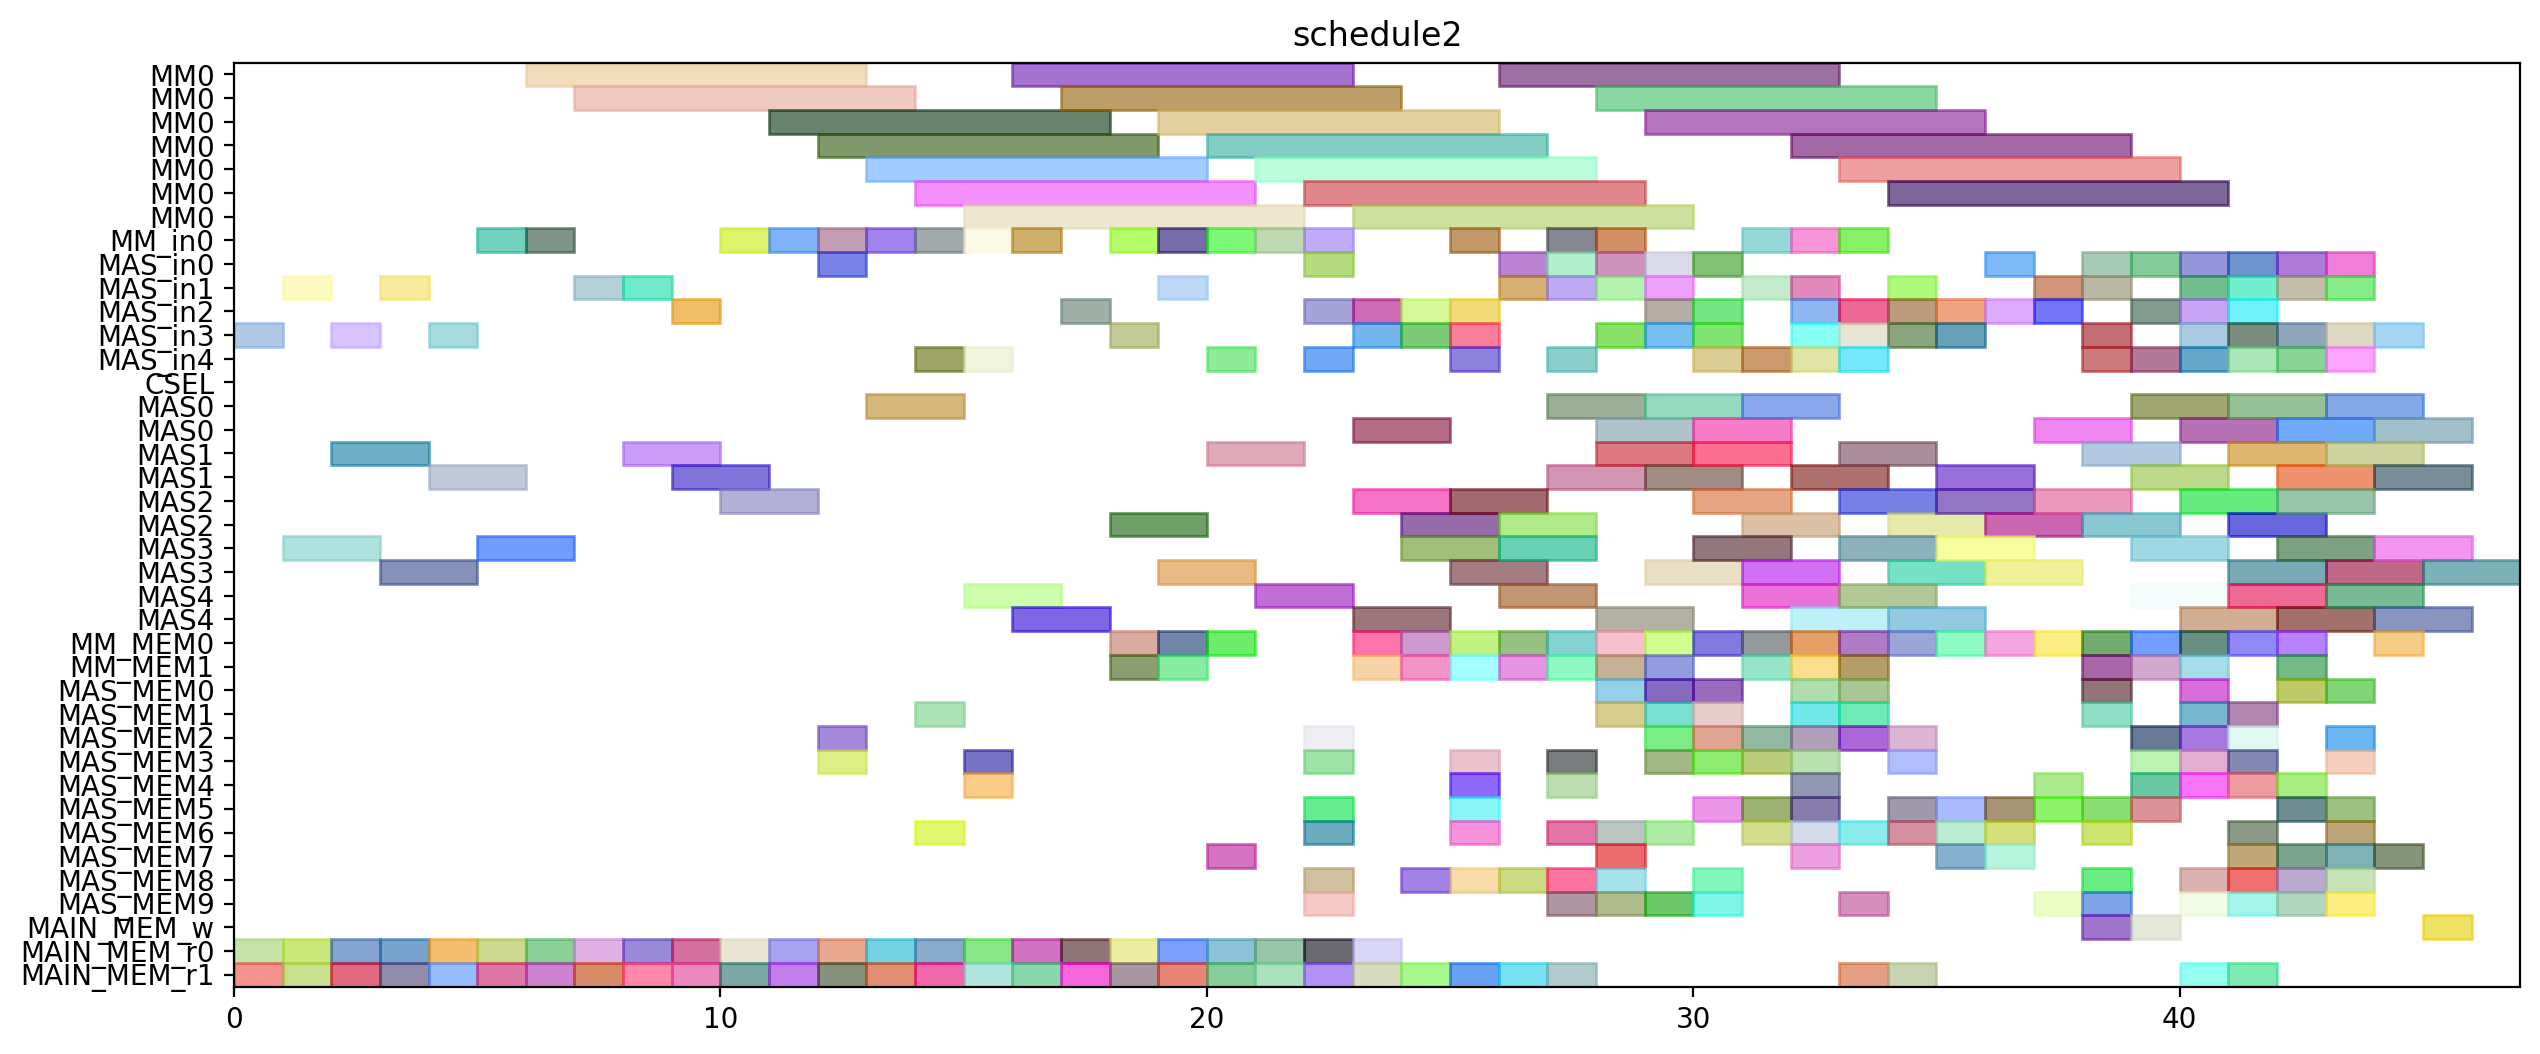 schedule2
MM0
MM0
MM0
MM0
MM0
MM0
MM0
MM_in0
MAS_in0
MAS_in1
MAS_in2
MAS_in3
MAS_in4
CSEL
MAS0
MAS0
MAS1
MAS1
MAS2
MAS2
MAS3
MAS3
MAS4
MAS4
MM_MEM0
MM_MEM1
MAS_MEM0
MAS_MEM1
MAS_MEM2
MAS_MEM3
MAS_MEM4
MAS_MEM5
MAS_MEM6
MAS_MEM7
MAS_MEM8
MAS_MEM9
MAIN_MEM_w
MAIN_MEM_r0
MAIN_MEM_r1
0 10 20 30 40